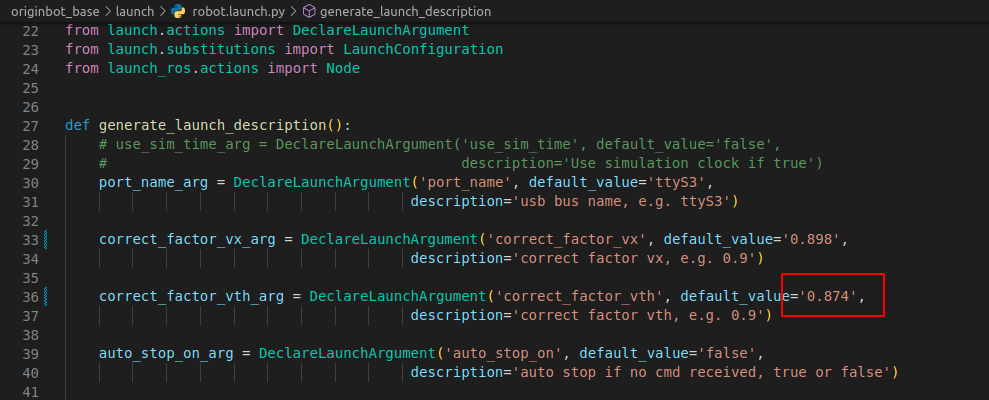 originbot_base > launch > robot.launch.py > generate_launch_description
22 from launch.actions import DeclareLaunchArgument
23 from launch.substitutions import LaunchConfiguration
24 from launch_ros.actions import Node
25
26
27 def generate_launch_description():
28     # use_sim_time_arg = DeclareLaunchArgument('use_sim_time', default_value='false',
29     #                                          description='Use simulation clock if true')
30     port_name_arg = DeclareLaunchArgument('port_name', default_value='ttyS3',
31                                          description='usb bus name, e.g. ttyS3')
32
33     correct_factor_vx_arg = DeclareLaunchArgument('correct_factor_vx', default_value='0.898',
34                                          description='correct factor vx, e.g. 0.9')
35
36     correct_factor_vth_arg = DeclareLaunchArgument('correct_factor_vth', default_value='0.874',
37                                          description='correct factor vth, e.g. 0.9')
38
39     auto_stop_on_arg = DeclareLaunchArgument('auto_stop_on', default_value='false',
40                                          description='auto stop if no cmd received, true or false')
41